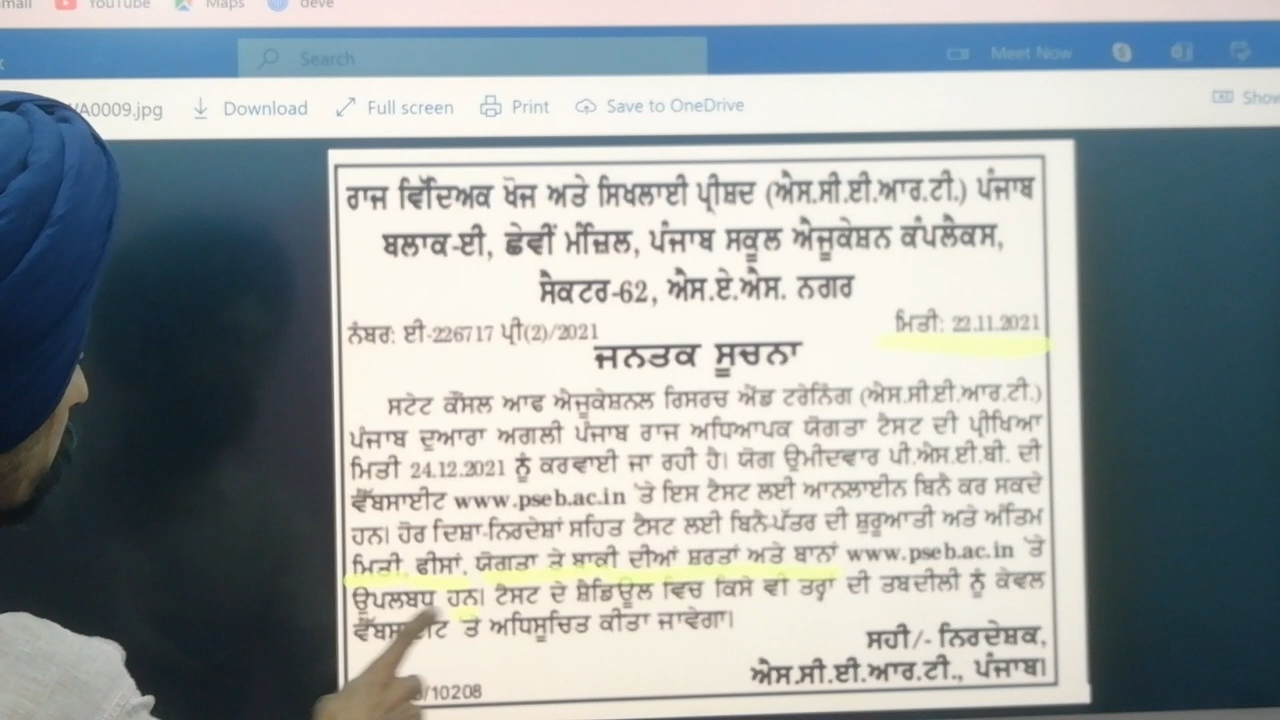 YouTube
Maps
deve
Search
Meet Now
A0009.jpg
Download
Full screen
Print
Save to OneDrive
Show
ਰਾਜ ਵਿੱਦਿਅਕ ਖੋਜ ਅਤੇ ਸਿਖਲਾਈ ਪ੍ਰੀਸ਼ਦ (ਐਸ.ਸੀ.ਈ.ਆਰ.ਟੀ.) ਪੰਜਾਬ
ਬਲਾਕ-ਈ, ਛੇਵੀਂ ਮੰਜ਼ਿਲ, ਪੰਜਾਬ ਸਕੂਲ ਐਜੂਕੇਸ਼ਨ ਕੰਪਲੈਕਸ,
ਸੈਕਟਰ-62, ਐਸ.ਏ.ਐਸ. ਨਗਰ
ਨੰਬਰ: ਈ-226717 ਪ੍ਰੀ(2)/2021
ਮਿਤੀ: 22.11.2021
ਜਨਤਕ ਸੂਚਨਾ
ਸਟੇਟ ਕੌਂਸਲ ਆਫ ਐਜੂਕੇਸ਼ਨਲ ਰਿਸਰਚ ਐਂਡ ਟਰੇਨਿੰਗ (ਐਸ.ਸੀ.ਈ.ਆਰ.ਟੀ.)
ਪੰਜਾਬ ਦੁਆਰਾ ਅਗਲੀ ਪੰਜਾਬ ਰਾਜ ਅਧਿਆਪਕ ਯੋਗਤਾ ਟੈਸਟ ਦੀ ਪ੍ਰੀਖਿਆ
ਮਿਤੀ 24.12.2021 ਨੂੰ ਕਰਵਾਈ ਜਾ ਰਹੀ ਹੈ। ਯੋਗ ਉਮੀਦਵਾਰ ਪੀ.ਐਸ.ਈ.ਬੀ. ਦੀ
ਵੈੱਬਸਾਈਟ www.pseb.ac.in 'ਤੇ ਇਸ ਟੈਸਟ ਲਈ ਆਨਲਾਈਨ ਬਿਨੈ ਕਰ ਸਕਦੇ
ਹਨ। ਹੋਰ ਦਿਸ਼ਾ-ਨਿਰਦੇਸ਼ਾਂ ਸਹਿਤ ਟੈਸਟ ਲਈ ਬਿਨੈ-ਪੱਤਰ ਦੀ ਸ਼ੁਰੂਆਤੀ ਅਤੇ ਅੰਤਿਮ
ਮਿਤੀ, ਫੀਸਾਂ, ਯੋਗਤਾ ਤੇ ਬਾਕੀ ਦੀਆਂ ਸ਼ਰਤਾਂ ਅਤੇ ਬਾਨਾਂ www.pseb.ac.in 'ਤੇ
ਉਪਲਬਧ ਹਨ। ਟੈਸਟ ਦੇ ਸ਼ੈਡਿਊਲ ਵਿਚ ਕਿਸੇ ਵੀ ਤਰ੍ਹਾਂ ਦੀ ਤਬਦੀਲੀ ਨੂੰ ਕੇਵਲ
ਤੇ ਅਧਿਸੂਚਿਤ ਕੀਤਾ ਜਾਵੇਗਾ।
ਸਹੀ/- ਨਿਰਦੇਸ਼ਕ,
ਐਸ.ਸੀ.ਈ.ਆਰ.ਟੀ., ਪੰਜਾਬ।
/10208